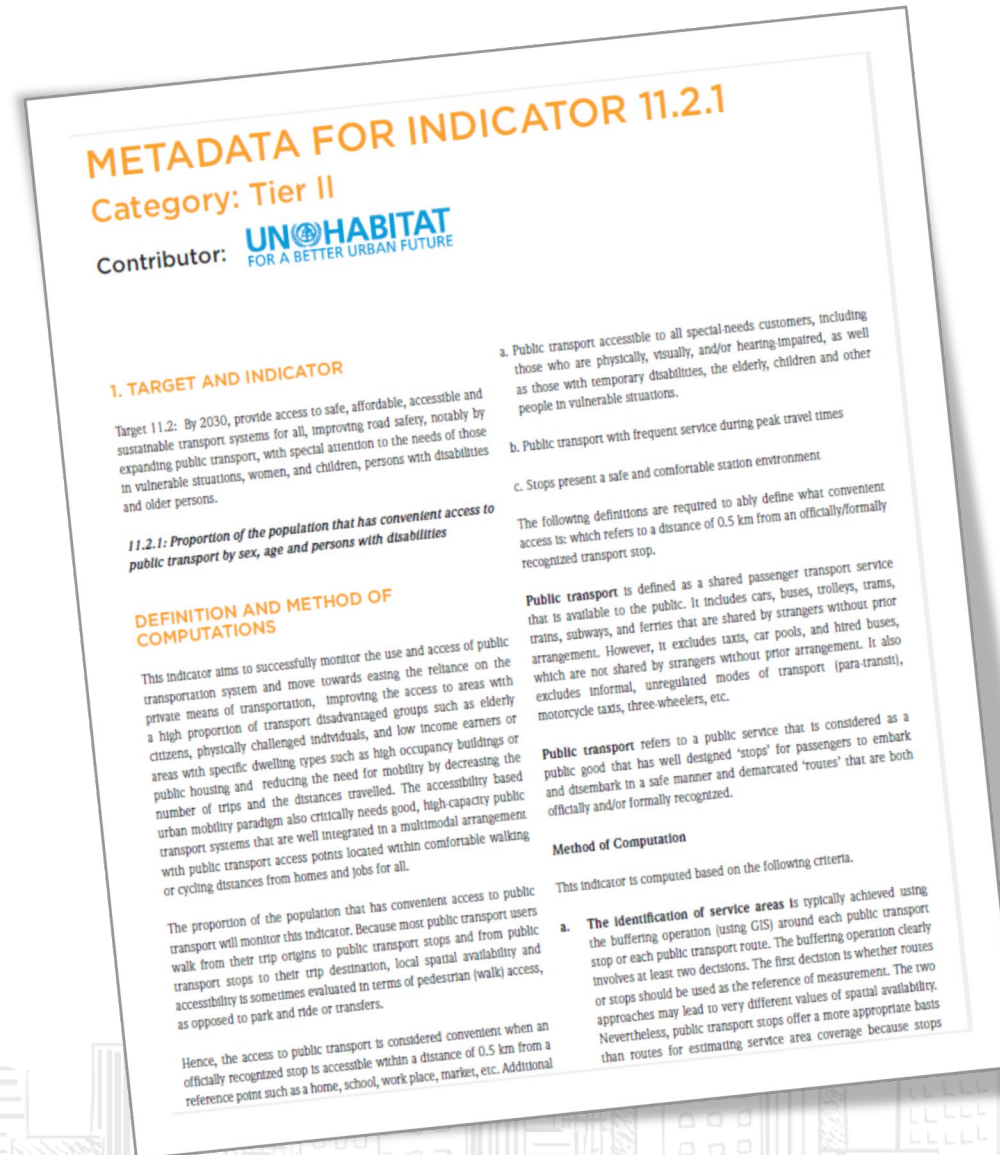 METADATA FOR INDICATOR 11.2.1
Category: Tier II
Contributor:
UN HABITAT
FOR A BETTER URBAN FUTURE
1. TARGET AND INDICATOR
Target 11.2: By 2030, provide access to safe, affordable, accessible and
sustainable transport systems for all, improving road safety, notably by
expanding public transport, with special attention to the needs of those
in vulnerable situations, women, and children, persons with disabilities
and older persons.
11.2.1: Proportion of the population that has convenient access to
public transport by sex, age and persons with disabilities
DEFINITION AND METHOD OF
COMPUTATIONS
This indicator aims to successfully monitor the use and access of public
transportation system and move towards easing the reliance on the
private means of transportation, improving the access to areas with
a high proportion of transport disadvantaged groups such as elderly
citizens, physically challenged individuals, and low income earners or
areas with specific dwelling types such as high occupancy buildings or
public housing and reducing the need for mobility by decreasing the
number of trips and the distances travelled. The accessibility based
urban mobility paradigm also critically needs good, high-capacity public
transport systems that are well integrated in a multimodal arrangement
with public transport access points located within comfortable walking
or cycling distances from homes and jobs for all.
The proportion of the population that has convenient access to public
transport will monitor this indicator. Because most public transport users
walk from their trip origins to public transport stops and from public
transport stops to their trip destination, local spatial availability and
accessibility is sometimes evaluated in terms of pedestrian (walk) access,
as opposed to park and ride or transfers.
Hence, the access to public transport is considered convenient when an
officially recognized stop is accessible within a distance of 0.5 km from a
reference point such as a home, school, work place, market, etc. Additional
a. Public transport accessible to all special-needs customers, including
those who are physically, visually, and/or hearing-impaired, as well
as those with temporary disabilities, the elderly, children and other
people in vulnerable situations.
b. Public transport with frequent service during peak travel times
c. Stops present a safe and comfortable station environment
The following definitions are required to ably define what convenient
access is: which refers to a distance of 0.5 km from an officially/formally
recognized transport stop.
Public transport is defined as a shared passenger transport service
that is available to the public. It includes cars, buses, trolleys, trams,
trains, subways, and ferries that are shared by strangers without prior
arrangement. However, it excludes taxis, car pools, and hired buses,
which are not shared by strangers without prior arrangement. It also
excludes informal, unregulated modes of transport (para-transit),
motorcycle taxis, three-wheelers, etc.
Public transport refers to a public service that is considered as a
public good that has well designed ‘stops’ for passengers to embark
and disembark in a safe manner and demarcated ‘routes’ that are both
officially and/or formally recognized.
Method of Computation
This indicator is computed based on the following criteria.
a. The identification of service areas is typically achieved using
the buffering operation (using GIS) around each public transport
stop or each public transport route. The buffering operation clearly
involves at least two decisions. The first decision is whether routes
or stops should be used as the reference of measurement. The two
approaches may lead to very different values of spatial availability.
Nevertheless, public transport stops offer a more appropriate basis
than routes for estimating service area coverage because stops